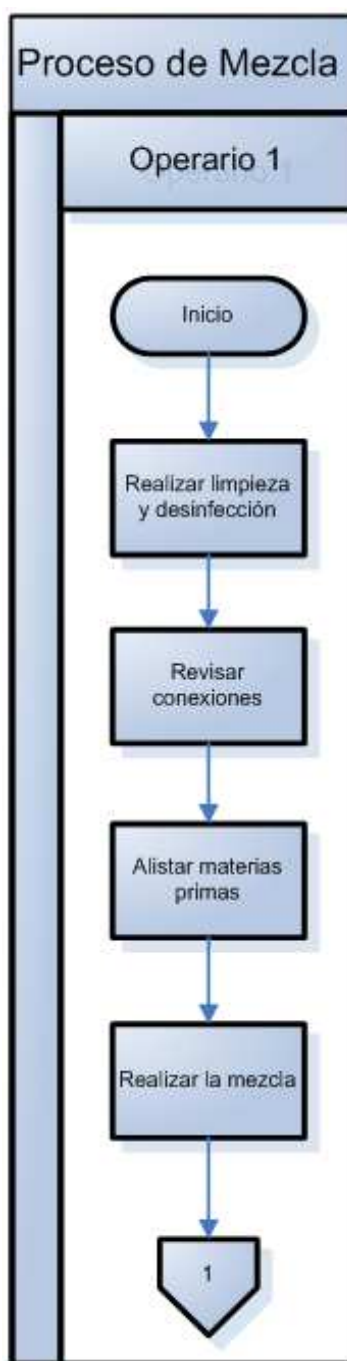 Proceso de Mezcla
Operario 1
Inicio
Realizar limpieza
y desinfección
Revisar
conexiones
Alistar materias
primas
Realizar la mezcla
1